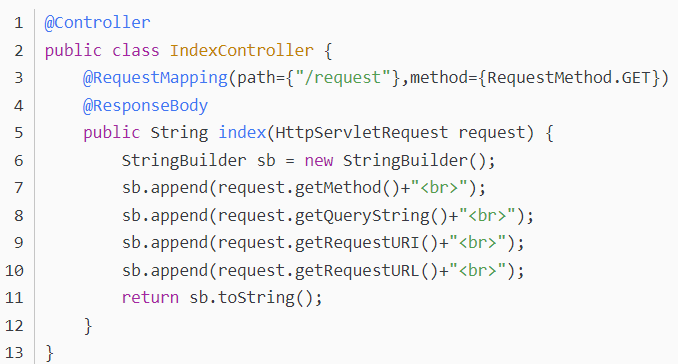 1 @Controller
2 public class IndexController {
3     @RequestMapping(path={"/request"},method={RequestMethod.GET})
4     @ResponseBody
5     public String index(HttpServletRequest request) {
6         StringBuilder sb = new StringBuilder();
7         sb.append(request.getMethod()+"<br>");
8         sb.append(request.getQueryString()+"<br>");
9         sb.append(request.getRequestURI()+"<br>");
10         sb.append(request.getRequestURL()+"<br>");
11         return sb.toString();
12     }
13 }